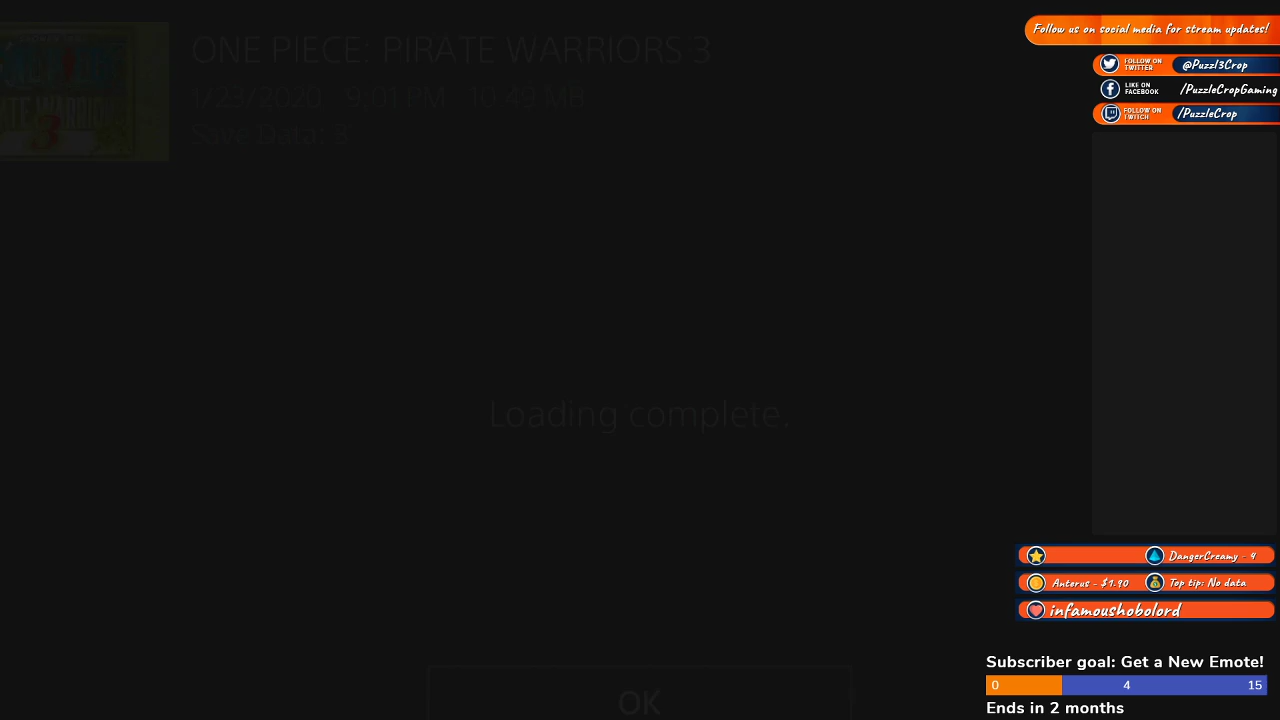 ONE PIECE: PIRATE WARRIORS 3
1/23/2020 9:01 PM 10.49 MB
Save Data: 3
Loading complete.
OK
Follow us on social media for stream updates!
FOLLOW ON TWITTER @Puzzl3Crop
LIKE ON FACEBOOK /PuzzleCropGaming
FOLLOW ON TWITCH /PuzzleCrop
DangerCreamy - 4
Anterus - $1.90 Top tip: No data
infamoushobolord
Subscriber goal: Get a New Emote!
0 4 15
Ends in 2 months